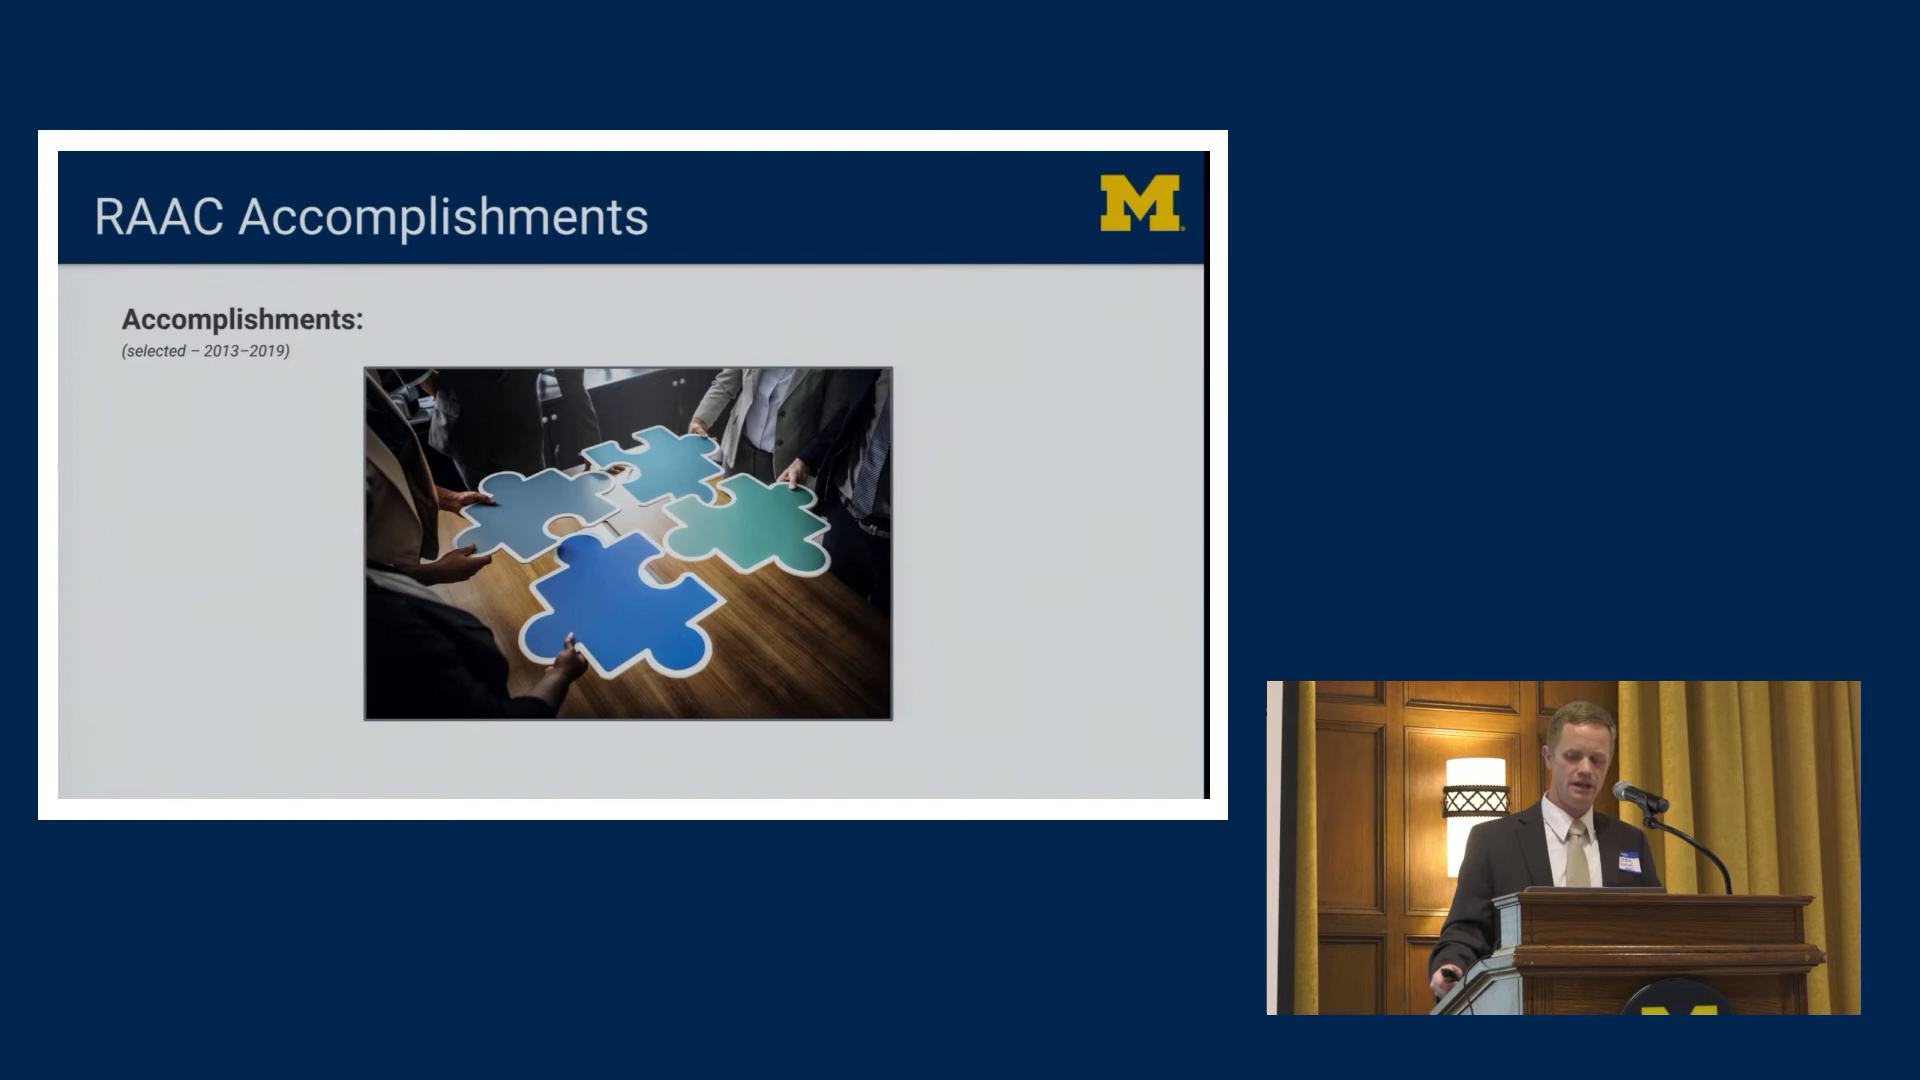 RAAC Accomplishments
M
Accomplishments:
(selected – 2013–2019)
M